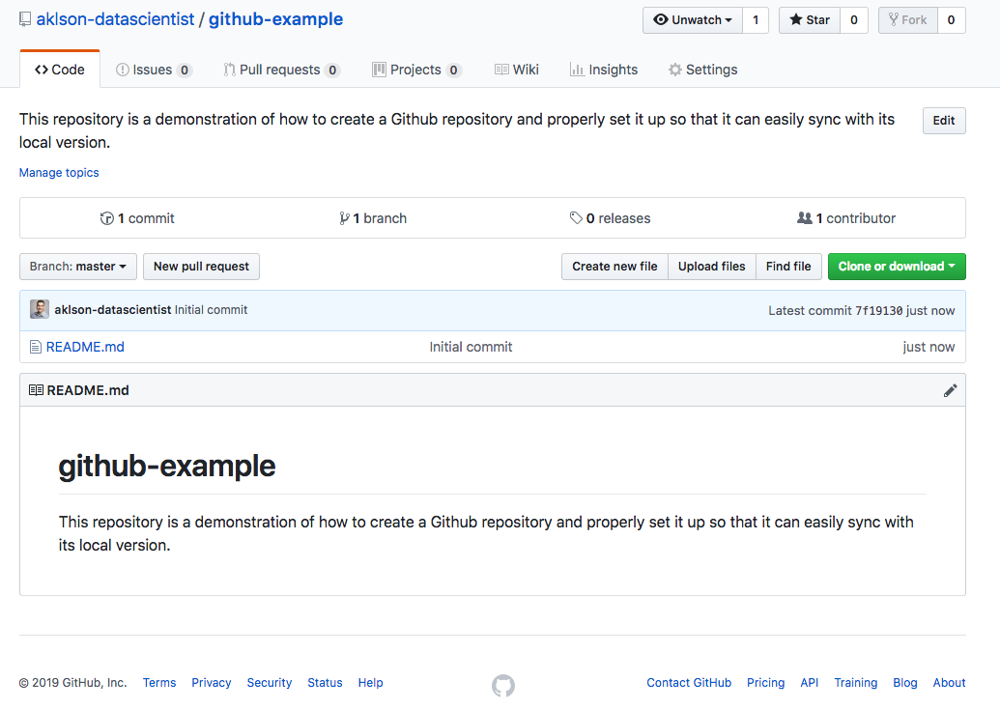 aklson-datascientist / github-example
Unwatch 1 Star 0 Fork 0
Code Issues 0 Pull requests 0 Projects 0 Wiki Insights Settings
This repository is a demonstration of how to create a Github repository and properly set it up so that it can easily sync with its
local version.
Edit
Manage topics
1 commit 1 branch 0 releases 1 contributor
Branch: master New pull request Create new file Upload files Find file Clone or download
aklson-datascientist Initial commit Latest commit 7f19130 just now
README.md Initial commit just now
README.md
github-example
This repository is a demonstration of how to create a Github repository and properly set it up so that it can easily sync with
its local version.
© 2019 GitHub, Inc. Terms Privacy Security Status Help Contact GitHub Pricing API Training Blog About